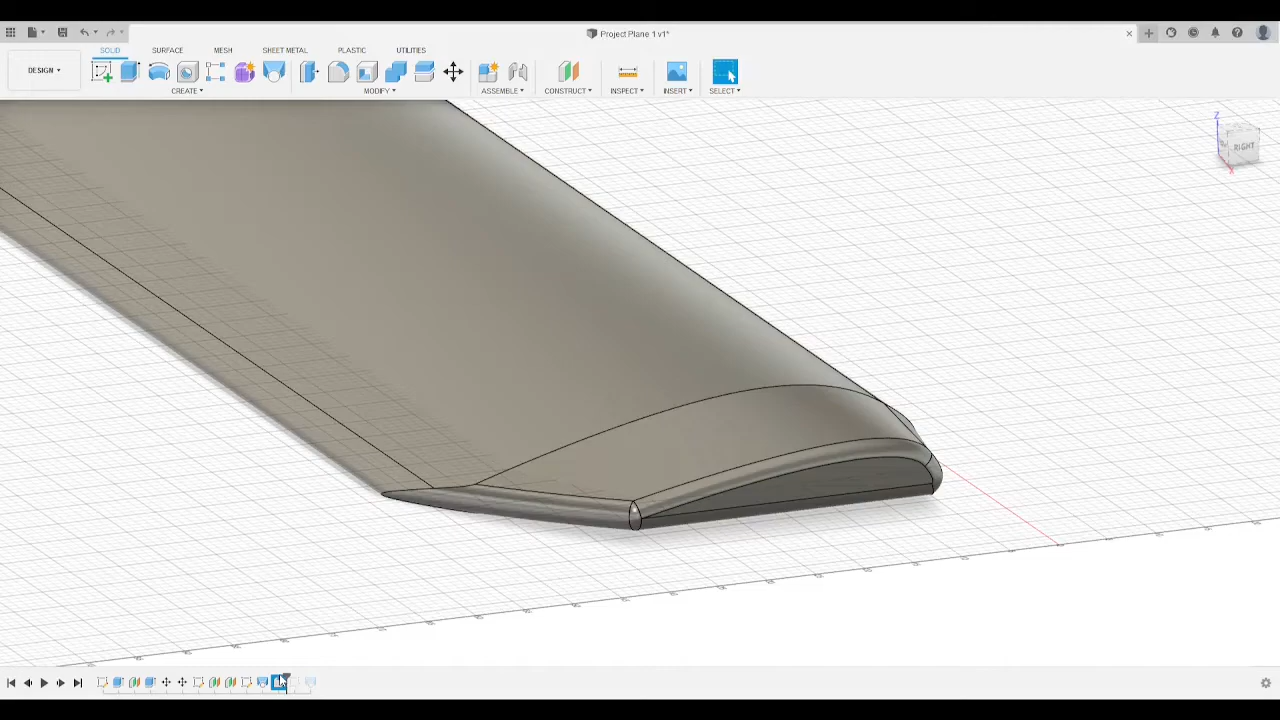 Project Plane 1 v1*
SOLID SURFACE MESH SHEET METAL PLASTIC UTILITIES
DESIGN
CREATE MODIFY ASSEMBLE CONSTRUCT INSPECT INSERT SELECT
Z
RIGHT
X